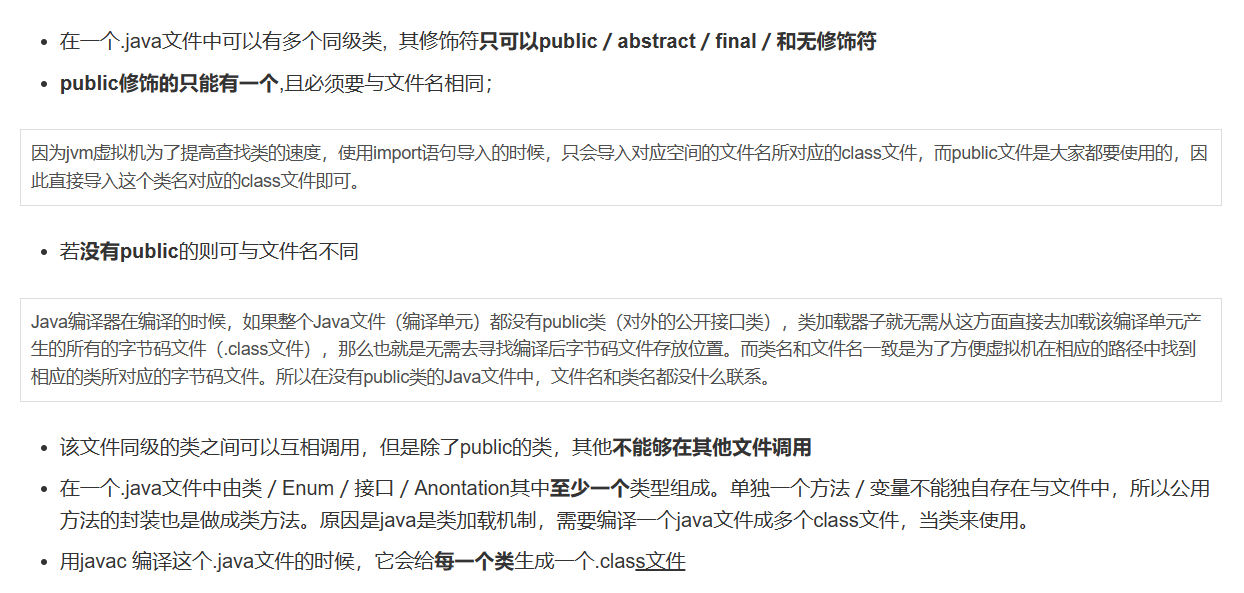 在一个.java文件中可以有多个同级类, 其修饰符只可以public / abstract / final / 和无修饰符
public修饰的只能有一个,且必须要与文件名相同；
因为jvm虚拟机为了提高查找类的速度，使用import语句导入的时候，只会导入对应空间的文件名所对应的class文件，而public文件是大家都要使用的，因
此直接导入这个类名对应的class文件即可。
若没有public的则可与文件名不同
Java编译器在编译的时候，如果整个Java文件（编译单元）都没有public类（对外的公开接口类），类加载器子就无需从这方面直接去加载该编译单元产
生的所有的字节码文件（.class文件），那么也就是无需去寻找编译后字节码文件存放位置。而类名和文件名一致是为了方便虚拟机在相应的路径中找到
相应的类所对应的字节码文件。所以在没有public类的Java文件中，文件名和类名都没什么联系。
该文件同级的类之间可以互相调用，但是除了public的类，其他不能够在其他文件调用
在一个.java文件中由类 / Enum / 接口 / Anontation其中至少一个类型组成。单独一个方法 / 变量不能独自存在与文件中，所以公用
方法的封装也是做成类方法。原因是java是类加载机制，需要编译一个java文件成多个class文件，当类来使用。
用javac 编译这个.java文件的时候，它会给每一个类生成一个.class文件